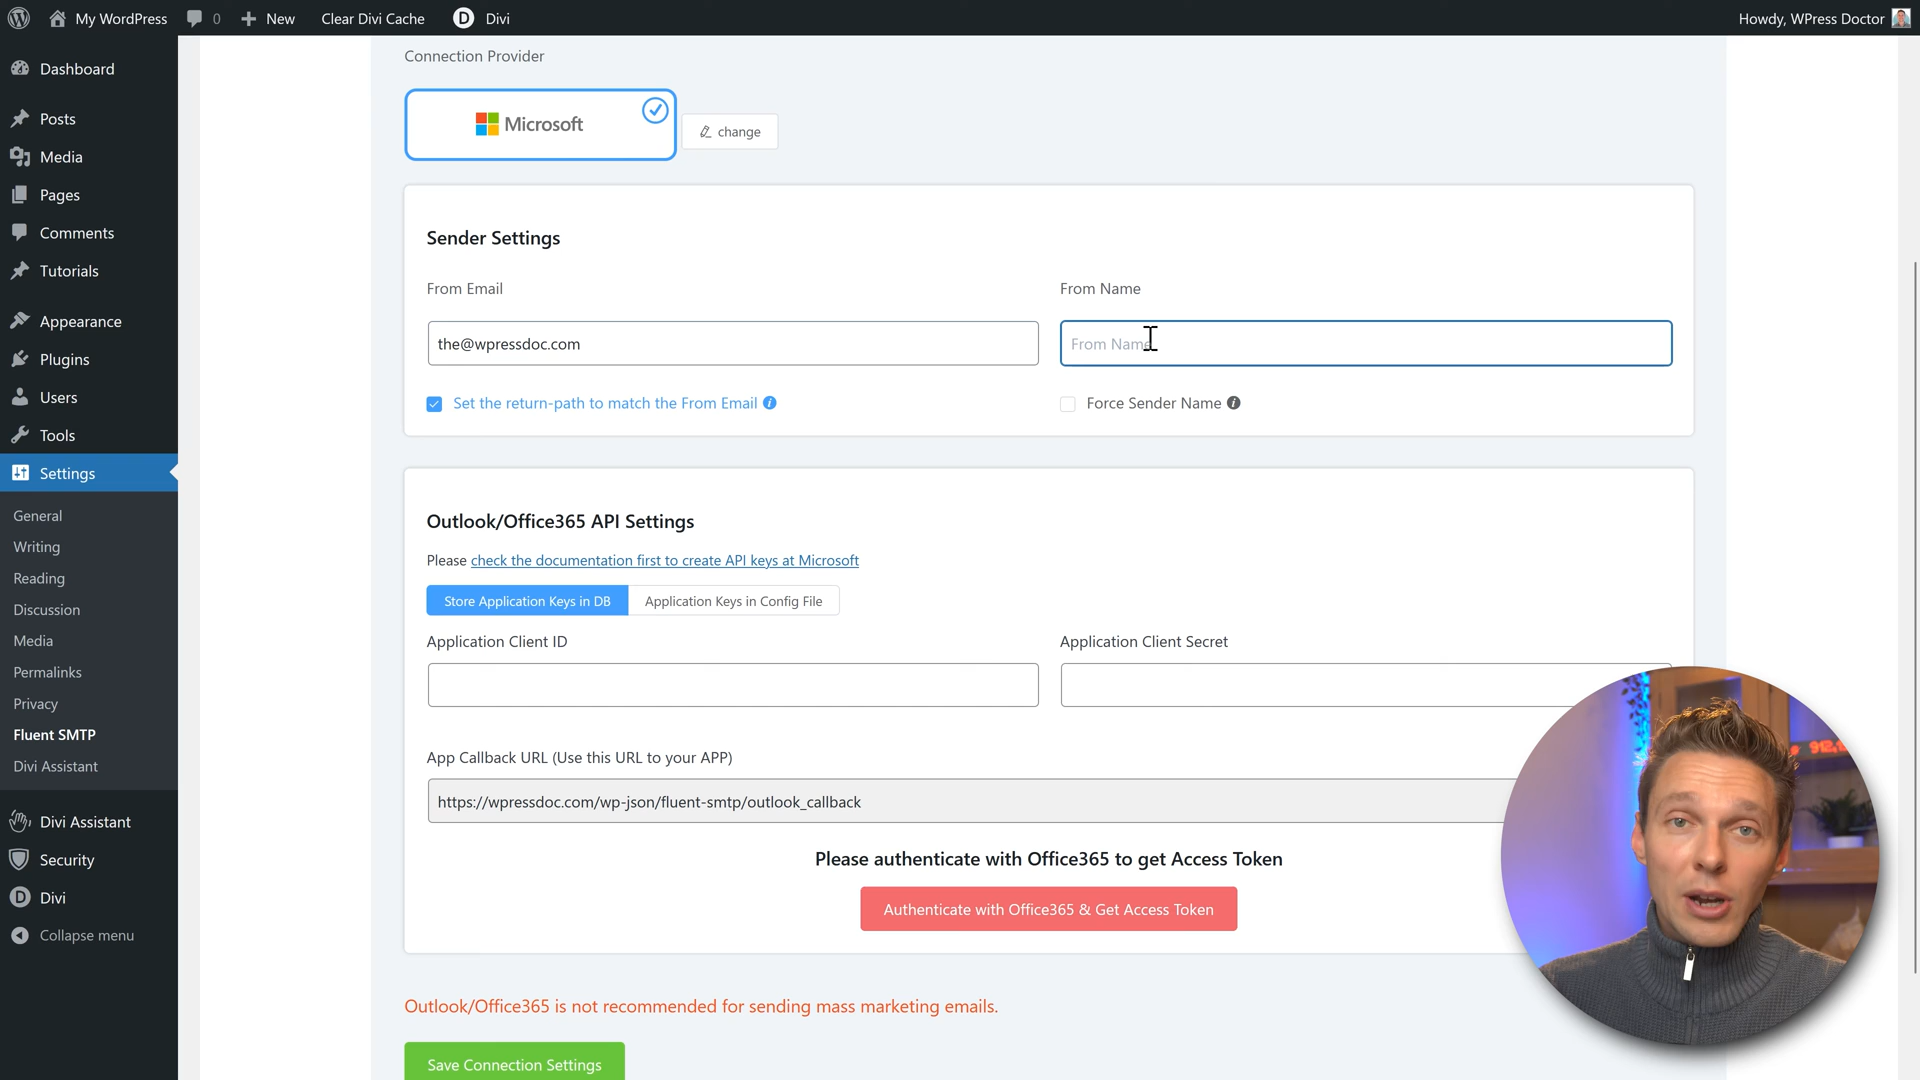 My WordPress
0
New
Clear Divi Cache
D
Divi
Howdy, WPress Doctor
Dashboard
Posts
Media
Pages
Comments
Tutorials
Appearance
Plugins
Users
Tools
Settings
General
Writing
Reading
Discussion
Media
Permalinks
Privacy
Fluent SMTP
Divi Assistant
Divi Assistant
Security
D
Divi
Collapse menu
Connection Provider
Microsoft
change
Sender Settings
From Email
From Name
the@wpressdoc.com
From Name
Set the return-path to match the From Email
Force Sender Name
Outlook/Office365 API Settings
Please check the documentation first to create API keys at Microsoft
Store Application Keys in DB
Application Keys in Config File
Application Client ID
Application Client Secret
App Callback URL (Use this URL to your APP)
https://wpressdoc.com/wp-json/fluent-smtp/outlook_callback
Please authenticate with Office365 to get Access Token
Authenticate with Office365 & Get Access Token
Outlook/Office365 is not recommended for sending mass marketing emails.
Save Connection Settings